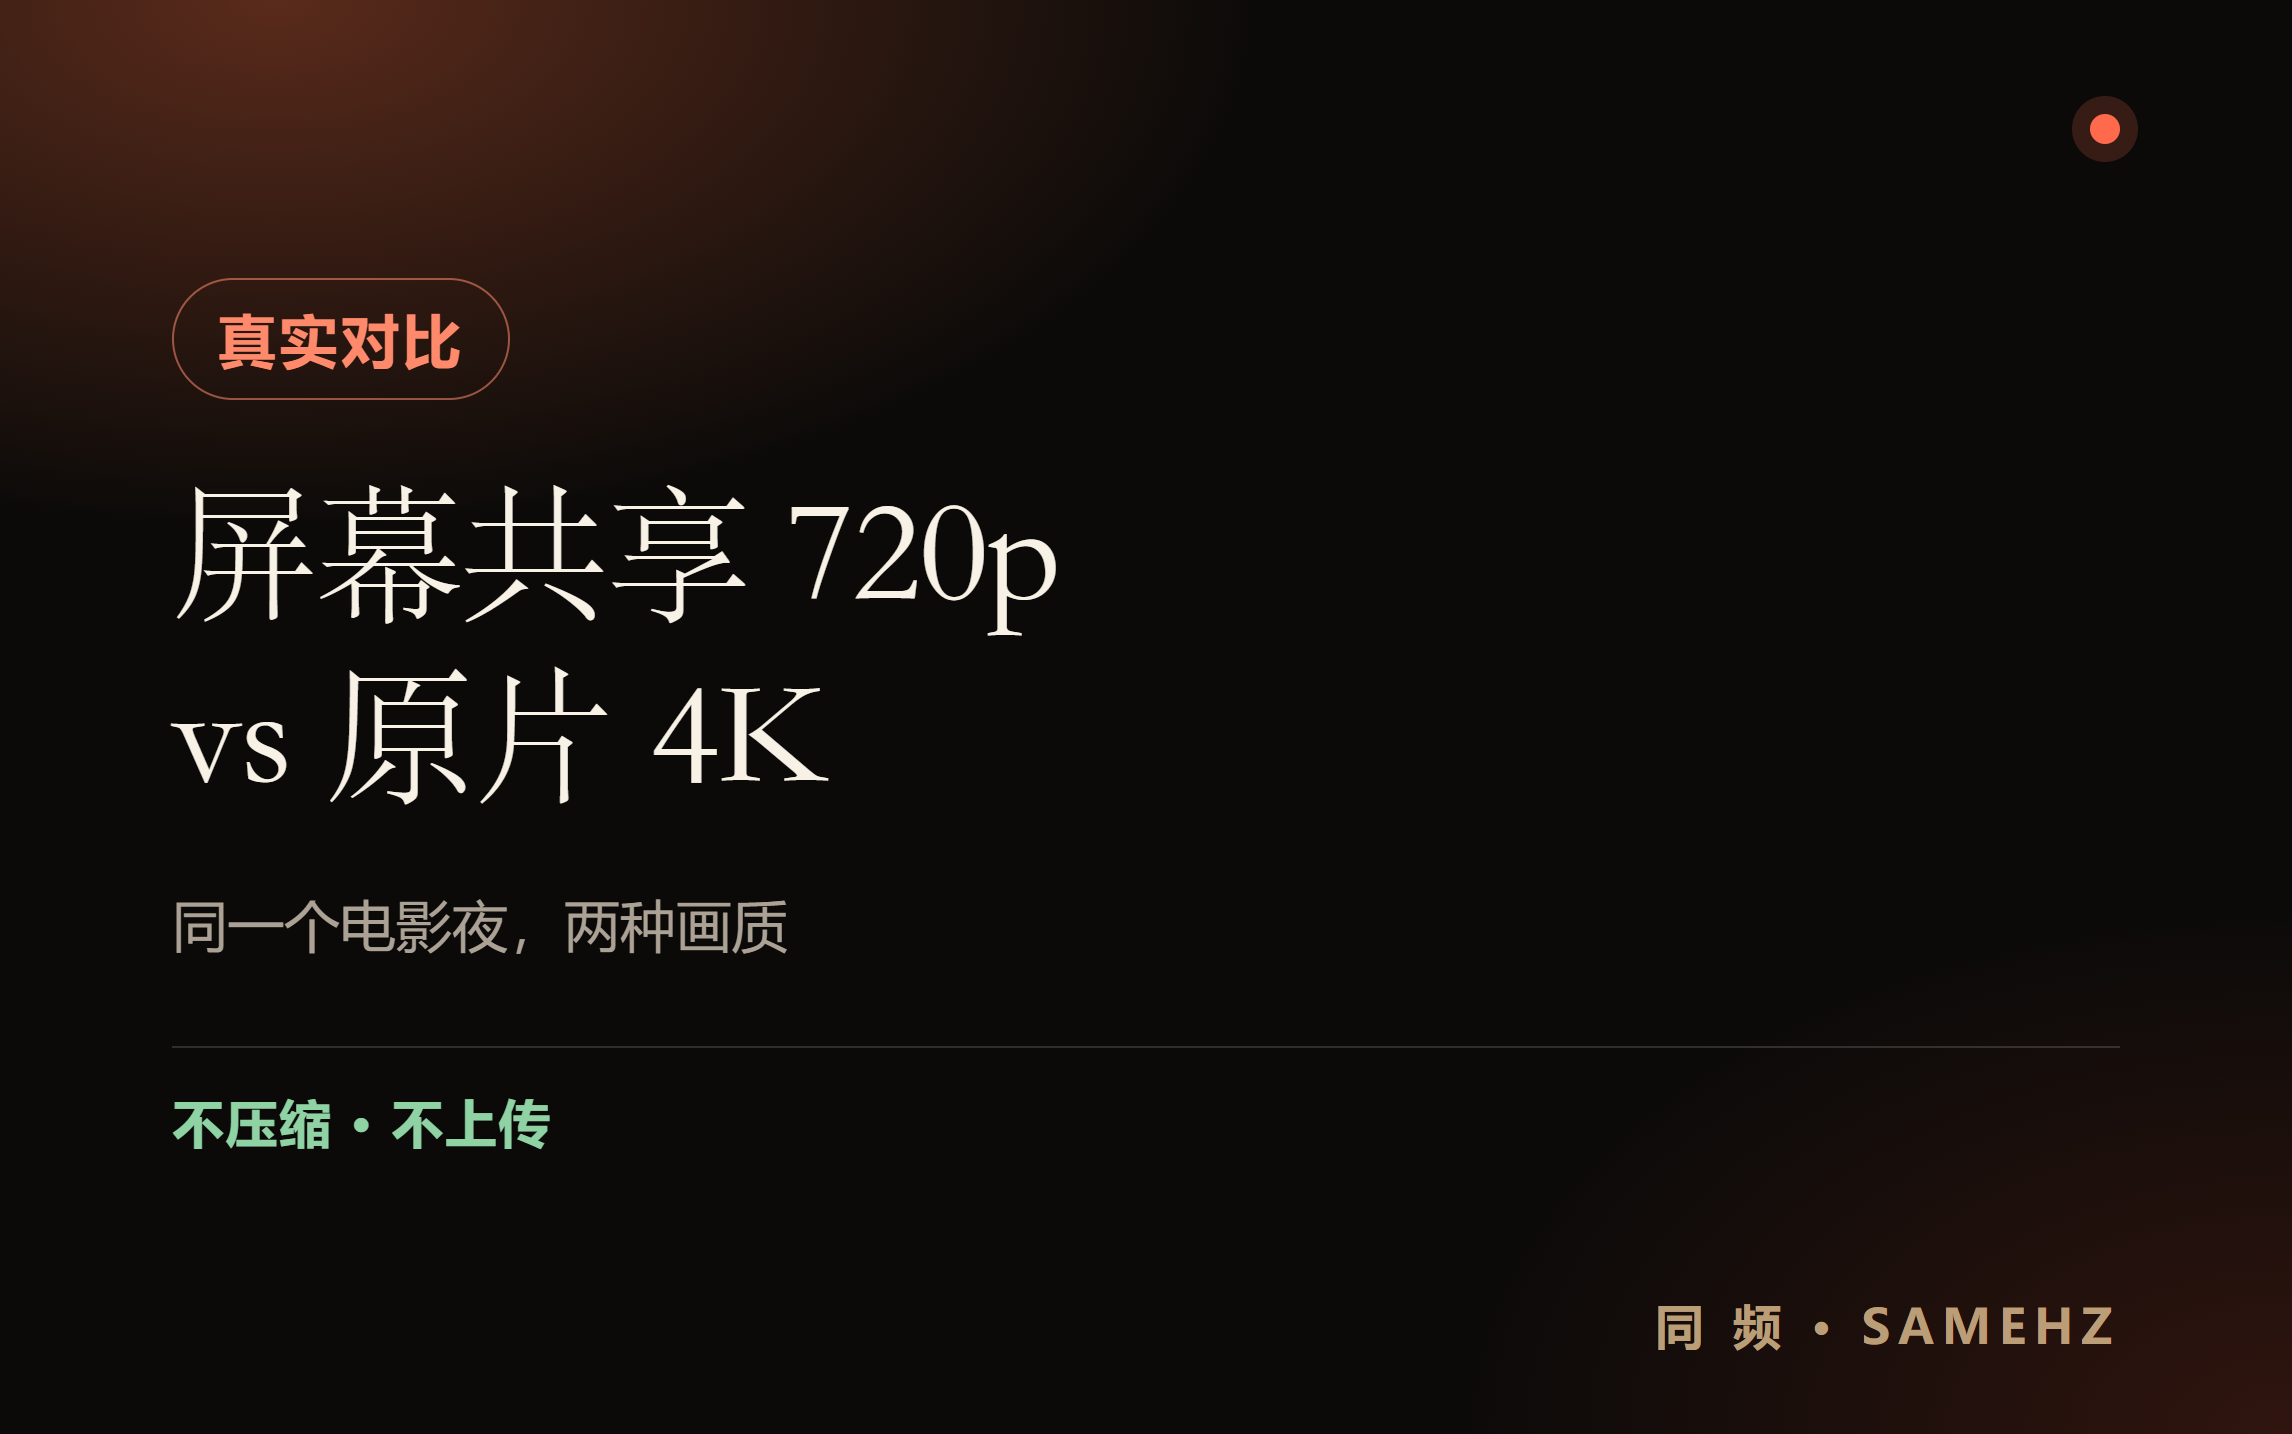 真实对比
屏幕共享 720p
vs 原片 4K
同一个电影夜，两种画质
不压缩 · 不上传
同 频 · SAMEHZ